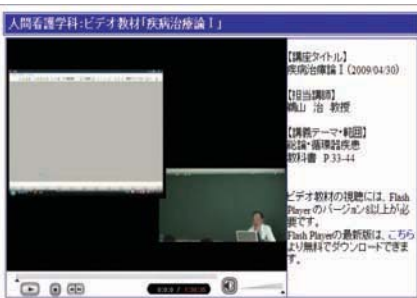 人間看護学科:ビデオ教材「疾病治療論Ⅰ」
【講座タイトル】
疾病治療論Ⅰ(2009/04/30)
【担当講師】
治 教授
【講義テーマ・範囲】
総論・循環器疾患
教科書 P.33-44
ビデオ教材の視聴には、Flash
Playerのバージョン8以上が必
要です。
Flash Playerの最新版は、こちら
より無料でダウンロードできま
す。